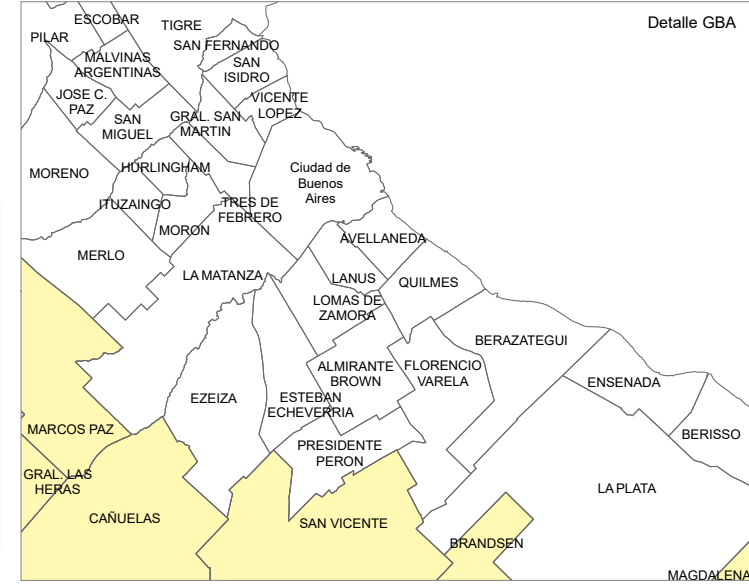 Detalle GBA
ESCOBAR
TIGRE
PILAR
SAN FERNANDO
MALVINAS
ARGENTINAS
SAN
ISIDRO
JOSE C.
PAZ
VICENTE
LOPEZ
SAN
MIGUEL
GRAL. SAN
MARTIN
MORENO
HURLINGHAM
Ciudad de
Buenos
Aires
ITUZAINGO
TRES DE
FEBRERO
MORON
AVELLANEDA
MERLO
LA MATANZA
LANUS
QUILMES
LOMAS DE
ZAMORA
BERAZATEGUI
ALMIRANTE
BROWN
FLORENCIO
VARELA
ENSENADA
EZEIZA
ESTEBAN
ECHEVERRIA
MARCOS PAZ
BERISSO
PRESIDENTE
PERON
GRAL. LAS
HERAS
LA PLATA
CAÑUELAS
SAN VICENTE
BRANDSEN
MAGDALENA